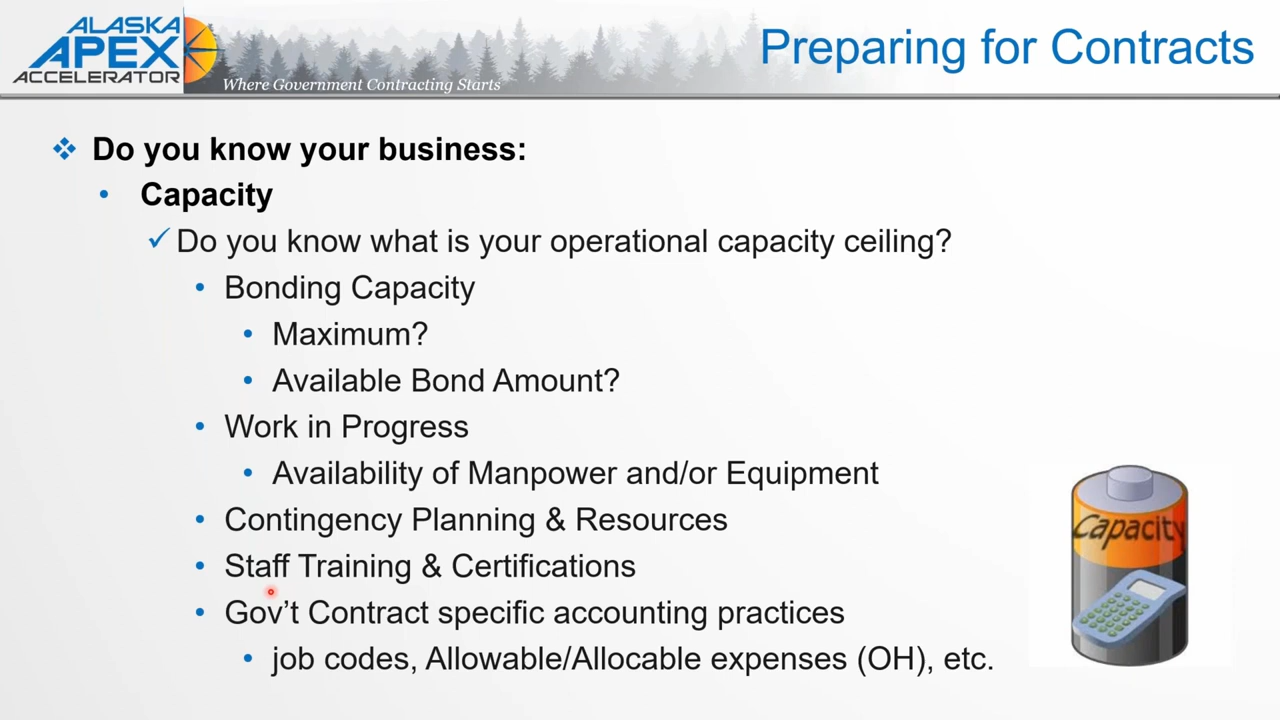 ALASKA
APEX
ACCELERATOR
Where Government Contracting Starts
Preparing for Contracts
❖ Do you know your business:
• Capacity
✓ Do you know what is your operational capacity ceiling?
• Bonding Capacity
• Maximum?
• Available Bond Amount?
• Work in Progress
• Availability of Manpower and/or Equipment
• Contingency Planning & Resources
• Staff Training & Certifications
• Gov’t Contract specific accounting practices
• job codes, Allowable/Allocable expenses (OH), etc.
Capacity